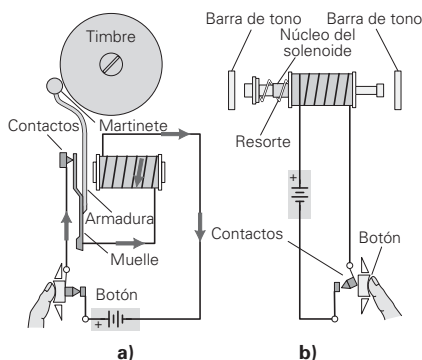 Timbre
Martinete
Contactos
Armadura
Muelle
Botón
+
a)
Barra de tono
Barra de tono
Núcleo del
solenoide
Resorte
+
Contactos
Botón
b)